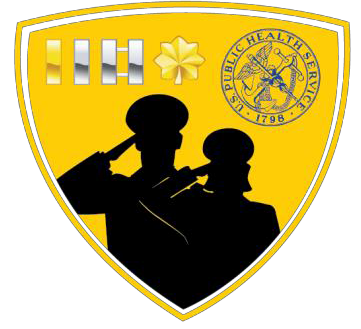 U.S. PUBLIC HEALTH SERVICE
1798